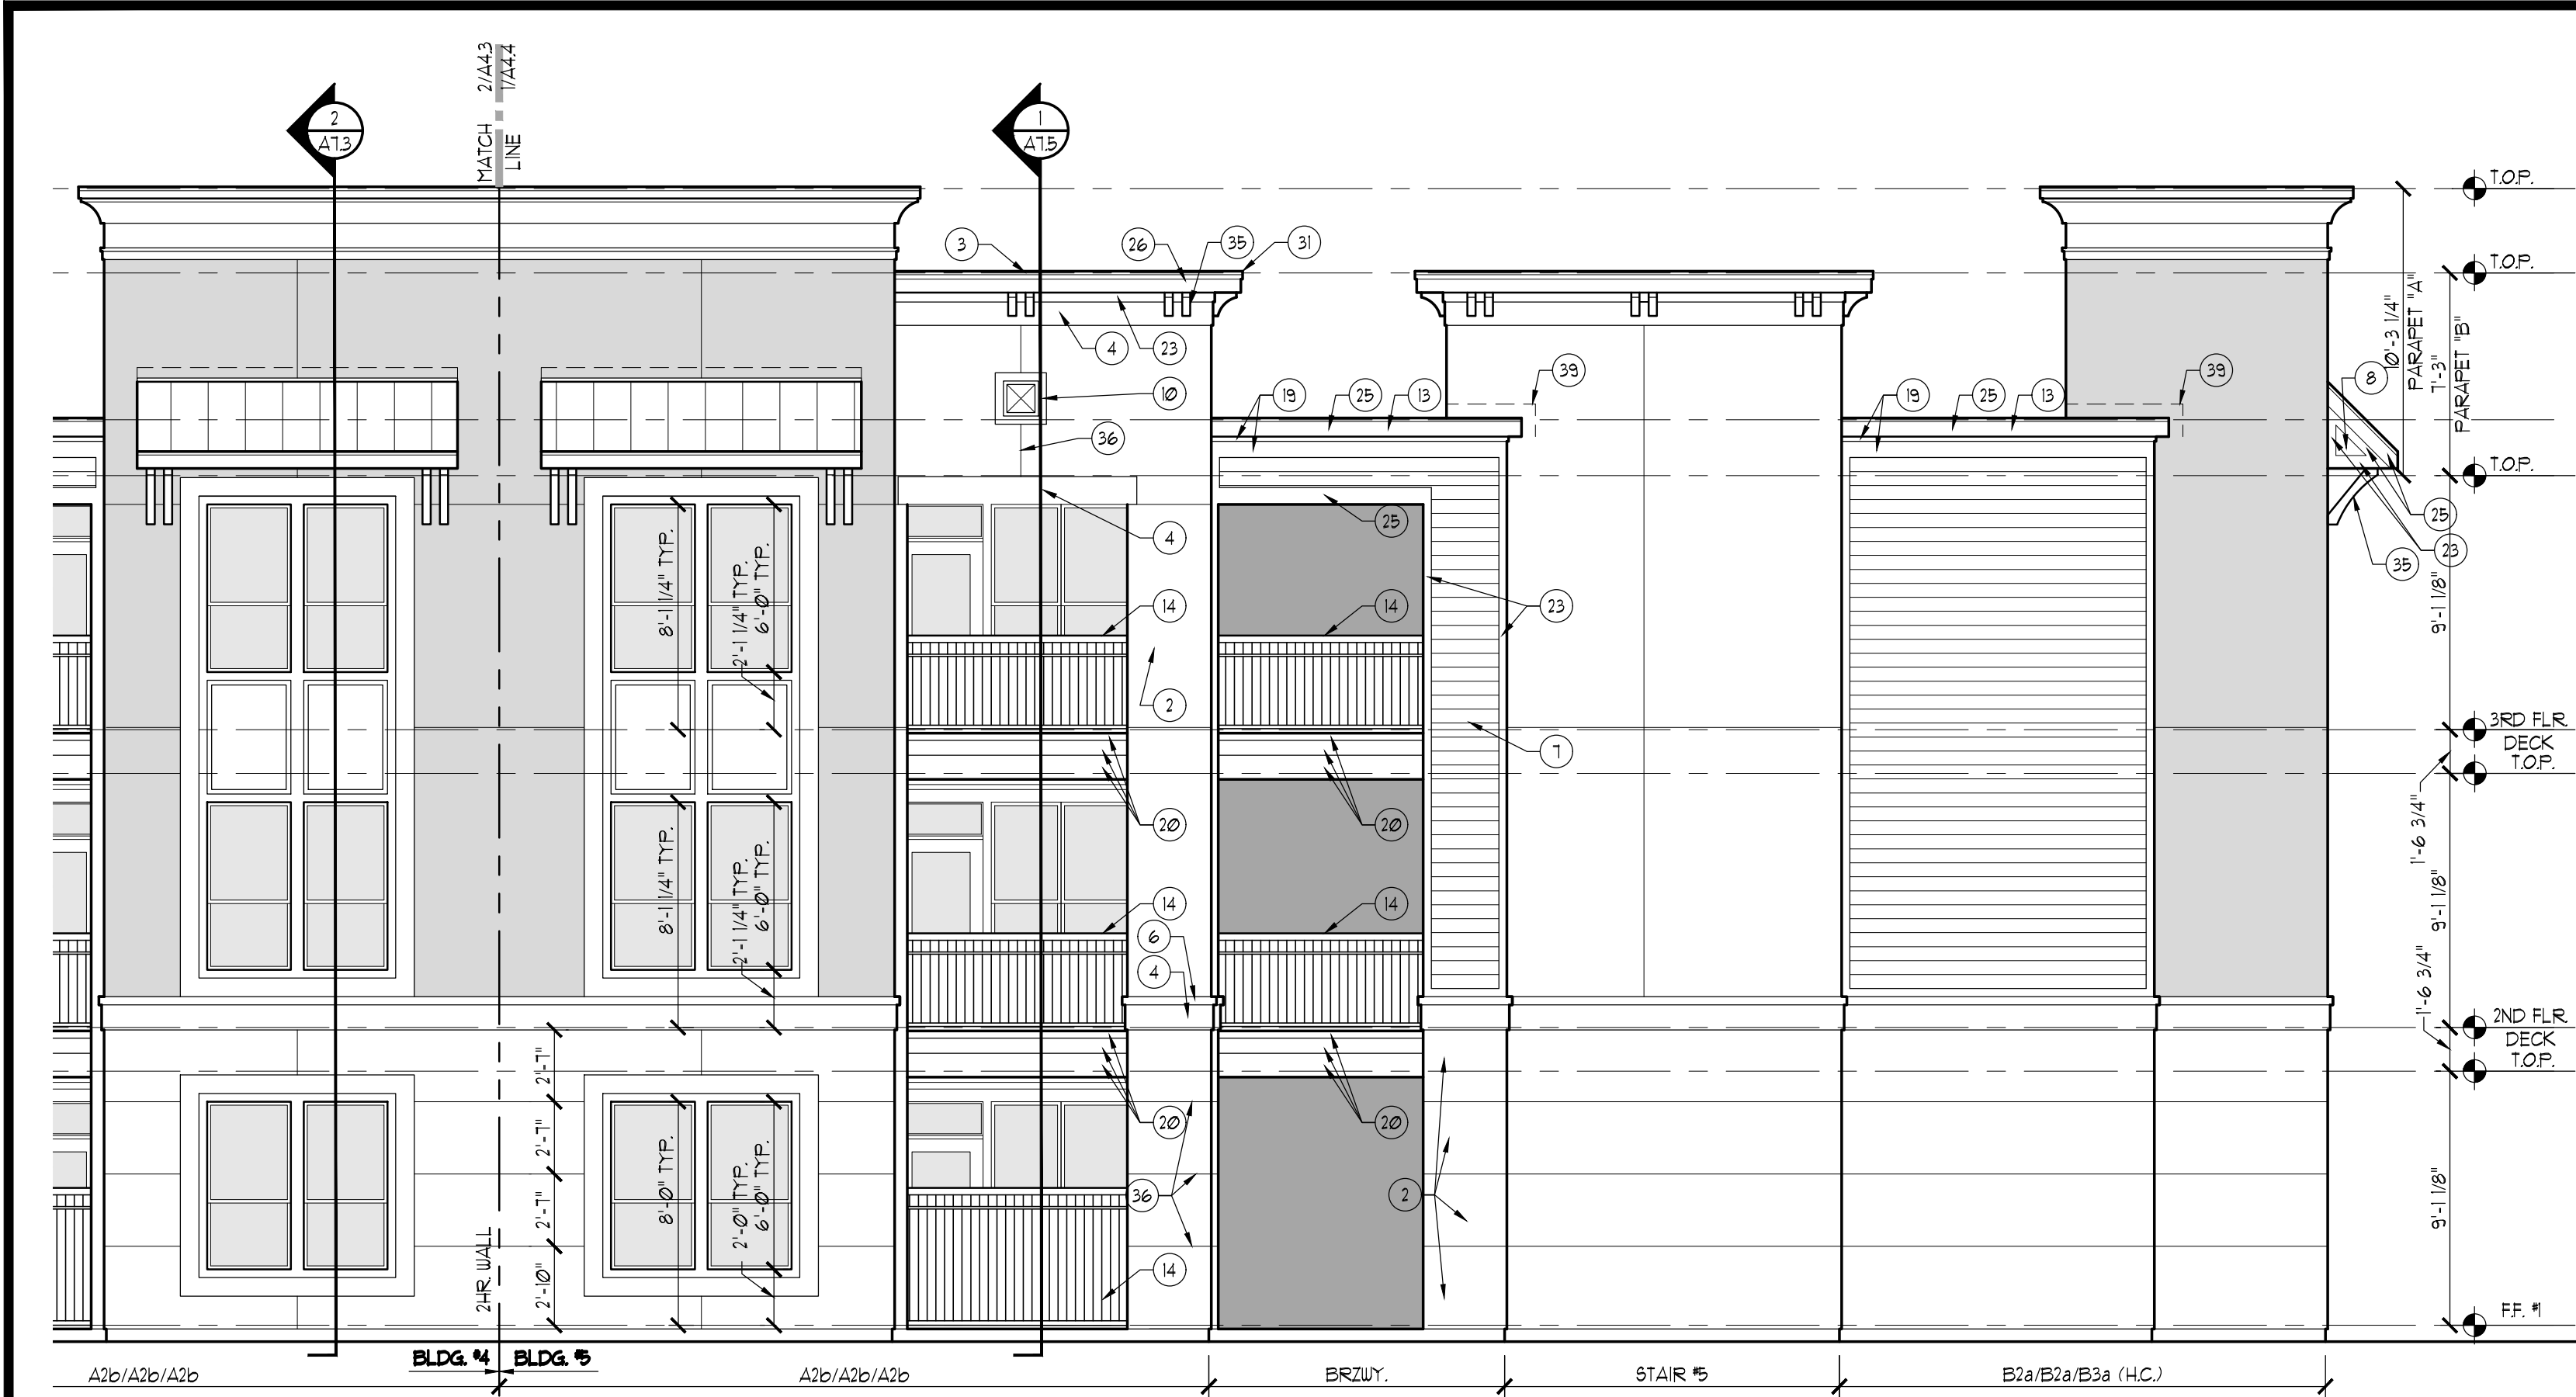 MATCH 2/A4.3
LINE 1/A4.4
2
A7.3
1
A7.5
T.O.P.
3
26
35
31
T.O.P.
10'-3 1/4"
PARAPET "A"
7'-3"
PARAPET "B"
4
23
39
39
8
10
19
25
13
19
25
13
36
T.O.P.
25
25
4
23
35
8'-1 1/4" TYP.
2'-1 1/4" TYP.
6'-0" TYP.
14
14
23
9'-1 1/8"
2
7
3RD FLR.
DECK
T.O.P.
1'-6 3/4"
20
20
8'-1 1/4" TYP.
2'-1 1/4" TYP.
6'-0" TYP.
14
14
9'-1 1/8"
6
4
1'-6 3/4"
2ND FLR.
DECK
T.O.P.
2'-7"
2'-7"
2'-7"
2'-10"
20
20
8'-0" TYP.
2'-0" TYP.
6'-0" TYP.
36
2
9'-1 1/8"
2HR. WALL
14
F.F. #1
BLDG. #4
BLDG. #5
A2b/A2b/A2b
A2b/A2b/A2b
BRZWY.
STAIR #5
B2a/B2a/B3a (H.C.)